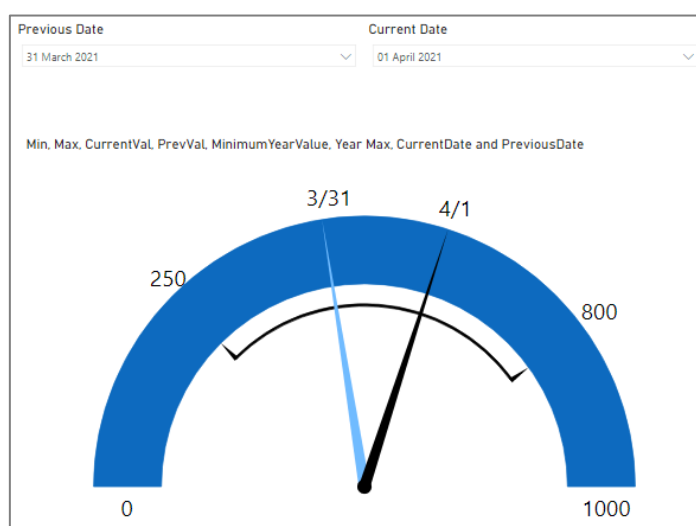 Previous Date
Current Date
31 March 2021
01 April 2021
Min, Max, CurrentVal, PrevVal, MinimumYearValue, Year Max, CurrentDate and PreviousDate
3/31
4/1
250
800
0
1000